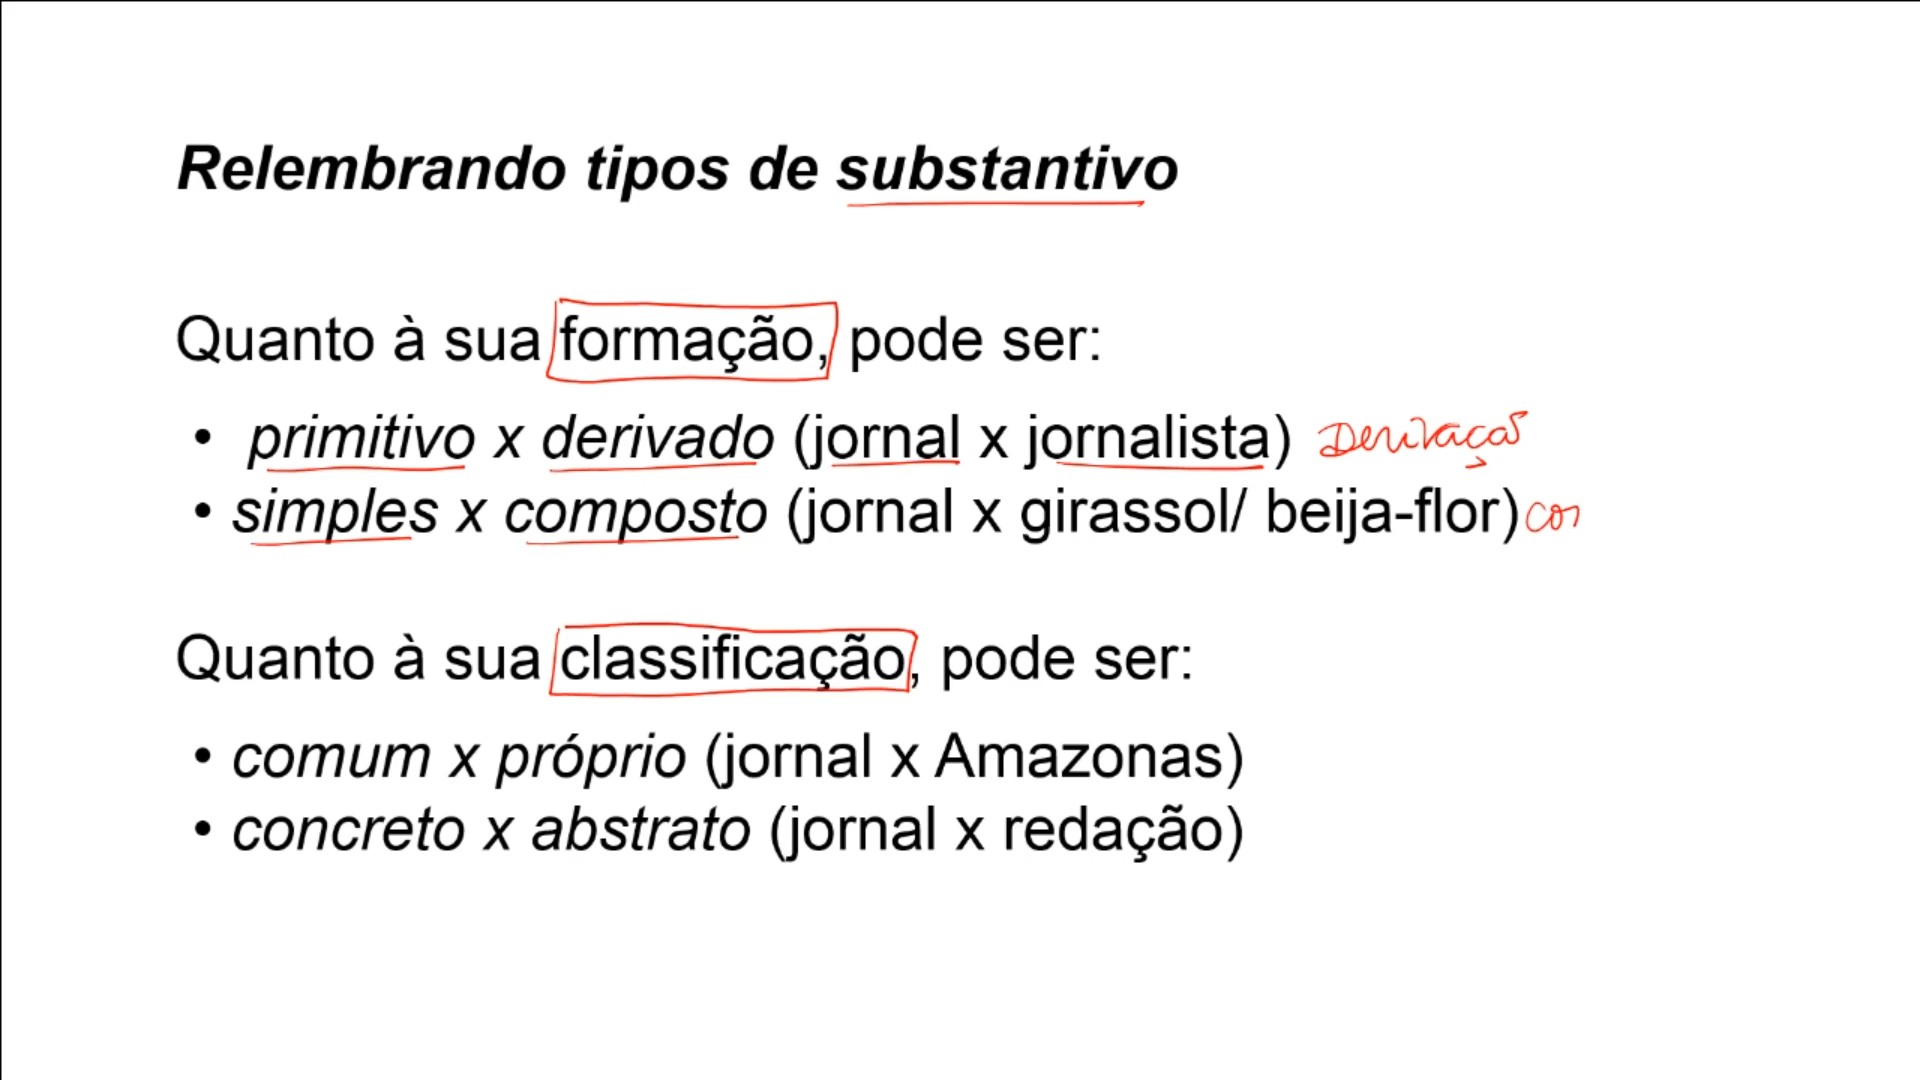 Relembrando tipos de substantivo
Quanto à sua formação, pode ser:
• primitivo x derivado (jornal x jornalista) Derivação
• simples x composto (jornal x girassol/ beija-flor) com
Quanto à sua classificação, pode ser:
• comum x próprio (jornal x Amazonas)
• concreto x abstrato (jornal x redação)